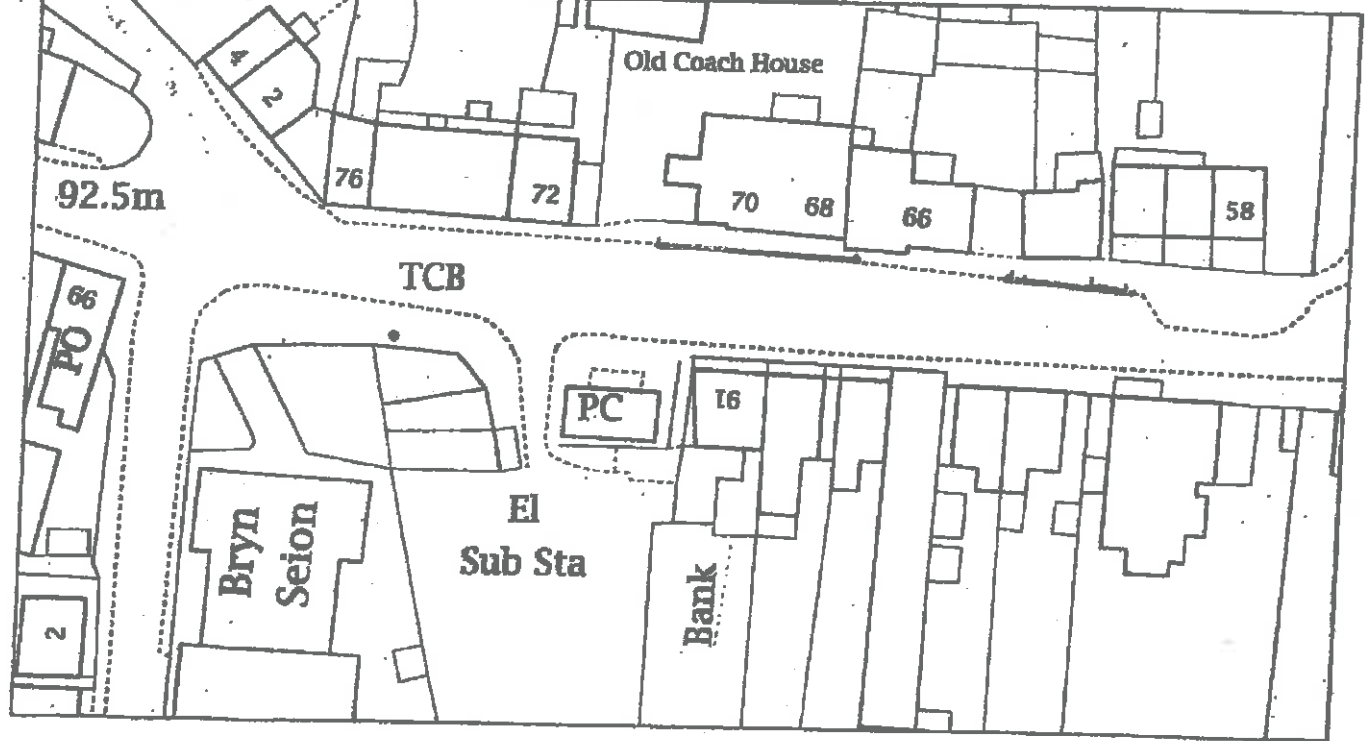 Old Coach House
4
2
76
72
70
68
66
58
92.5m
TCB
66
PO
PC
16
El
Sub Sta
Bryn
Seion
Bank
2